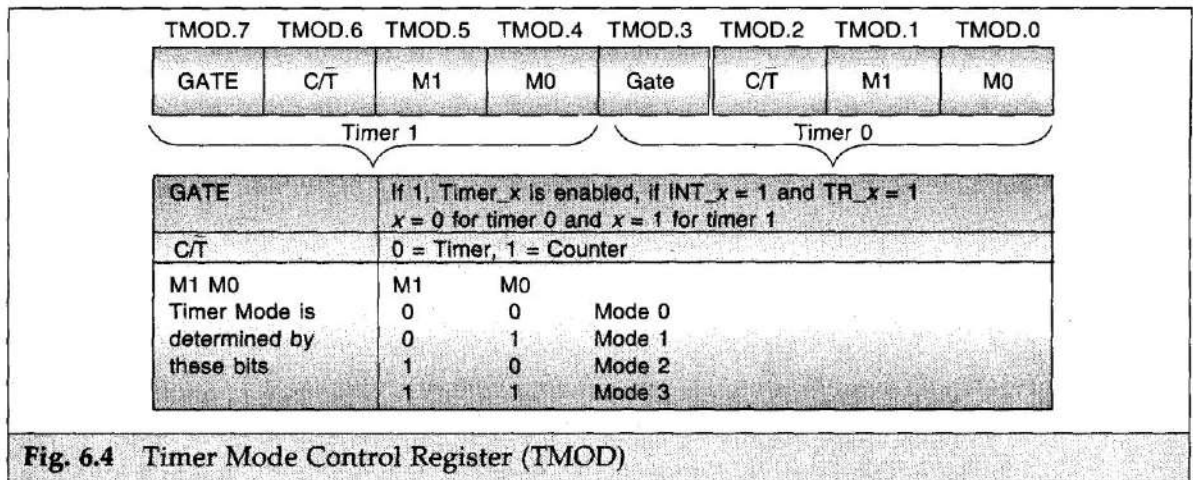 TMOD.7 TMOD.6 TMOD.5 TMOD.4 TMOD.3 TMOD.2 TMOD.1 TMOD.0
GATE C/T̅ M1 M0 Gate C/T̅ M1 M0
Timer 1 Timer 0
GATE If 1, Timer_x is enabled, if INT_x = 1 and TR_x = 1
x = 0 for timer 0 and x = 1 for timer 1
C/T̅ 0 = Timer, 1 = Counter
M1 M0 M1 M0
Timer Mode is 0 0 Mode 0
determined by 0 1 Mode 1
these bits 1 0 Mode 2
1 1 Mode 3
Fig. 6.4 Timer Mode Control Register (TMOD)